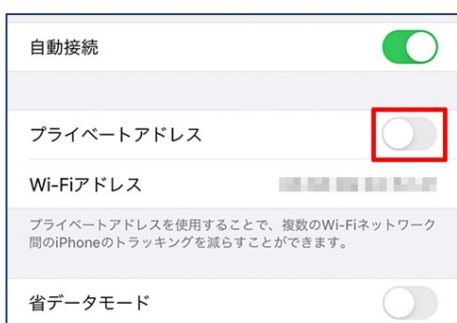 自動接続
プライベートアドレス
Wi-Fiアドレス
プライベートアドレスを使用することで、複数のWi-Fiネットワーク
間のiPhoneのトラッキングを減らすことができます。
省データモード